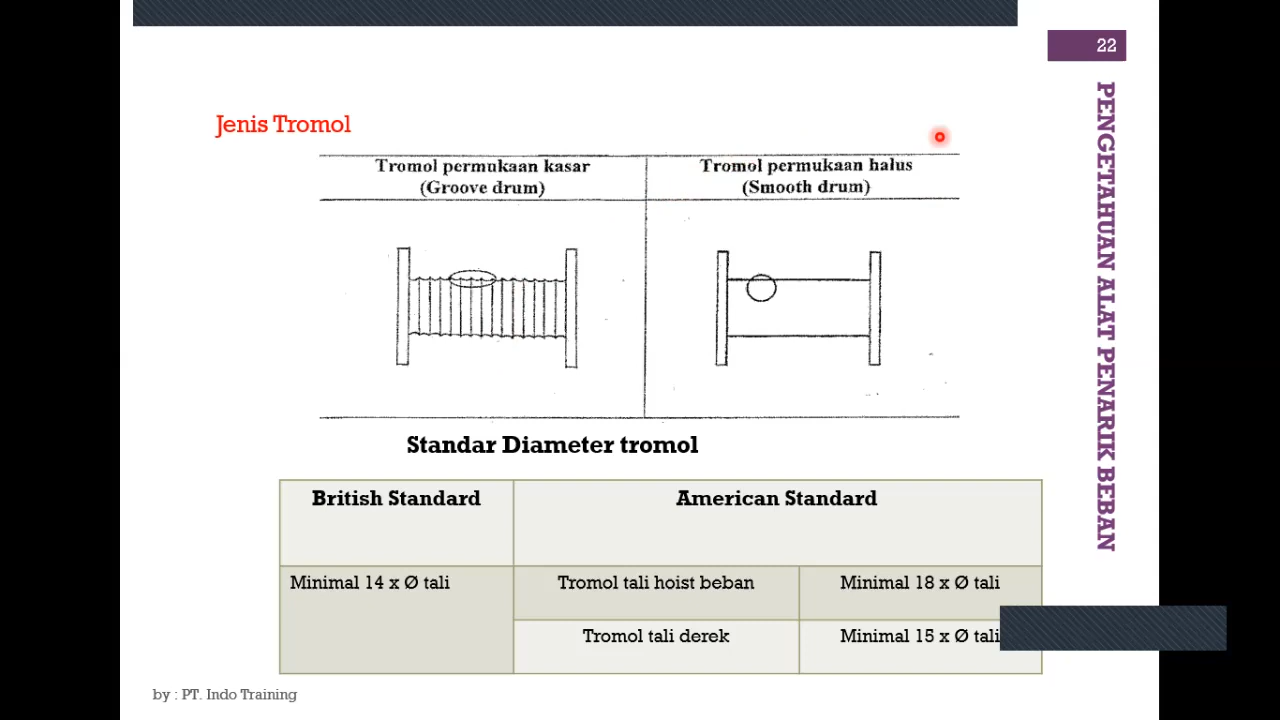 22
PENGETAHUAN ALAT PENARIK BEBAN
Jenis Tromol
Tromol permukaan kasar
(Groove drum)
Tromol permukaan halus
(Smooth drum)
Standar Diameter tromol
British Standard
American Standard
Minimal 14 x Ø tali
Tromol tali hoist beban
Minimal 18 x Ø tali
Tromol tali derek
Minimal 15 x Ø tali
by : PT. Indo Training